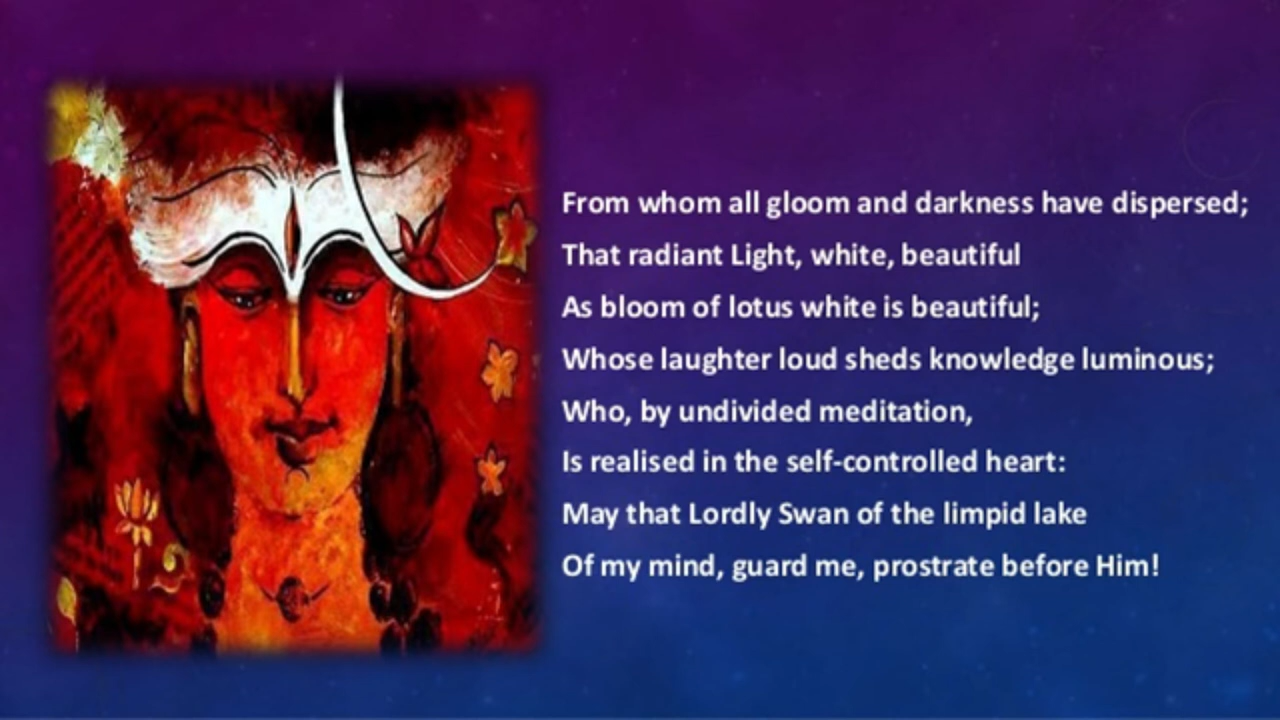 From whom all gloom and darkness have dispersed;
That radiant Light, white, beautiful
As bloom of lotus white is beautiful;
Whose laughter loud sheds knowledge luminous;
Who, by undivided meditation,
Is realised in the self-controlled heart:
May that Lordly Swan of the limpid lake
Of my mind, guard me, prostrate before Him!